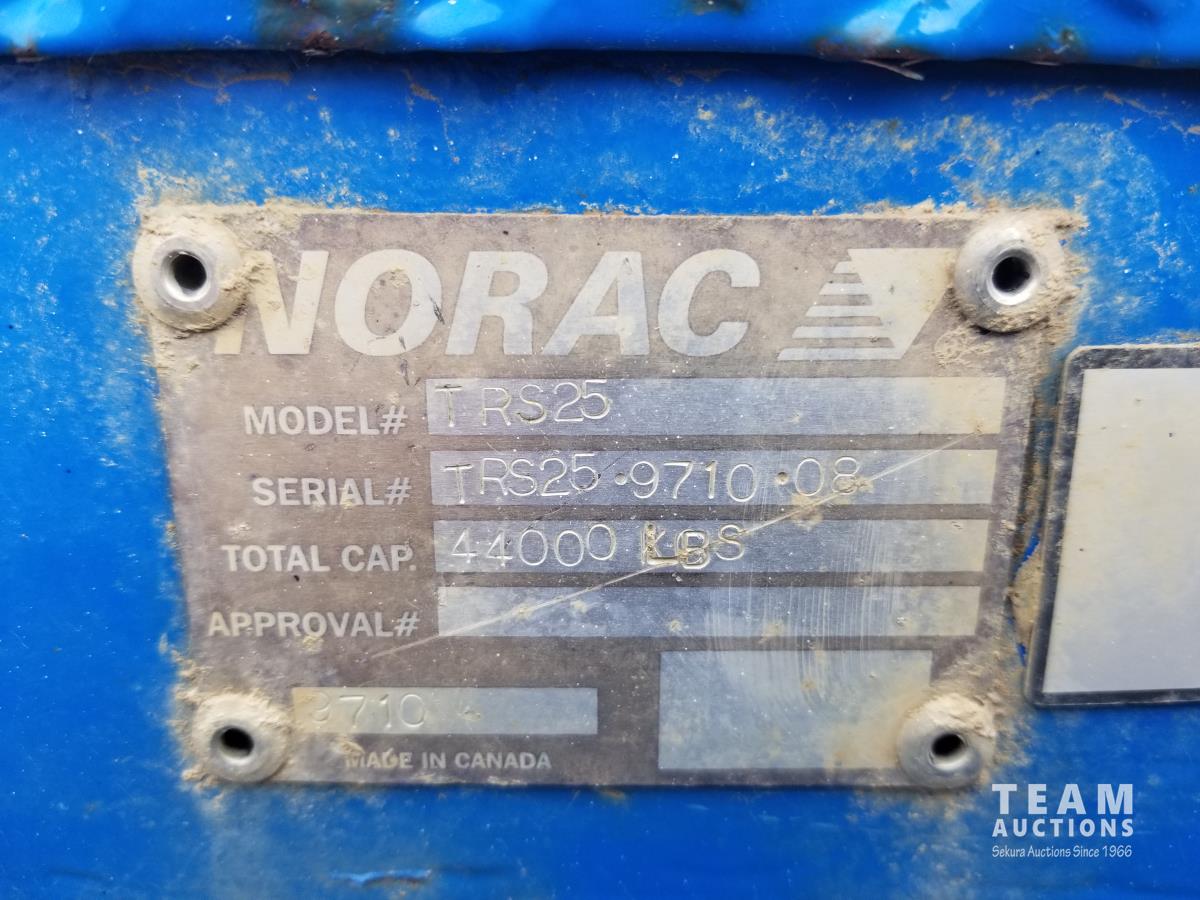 NORAC
MODEL# TRS25
SERIAL# TRS25·9710·08
TOTAL CAP. 44000 LBS
APPROVAL#
9710
MADE IN CANADA
TEAM
AUCTIONS
Sekura Auctions Since 1966